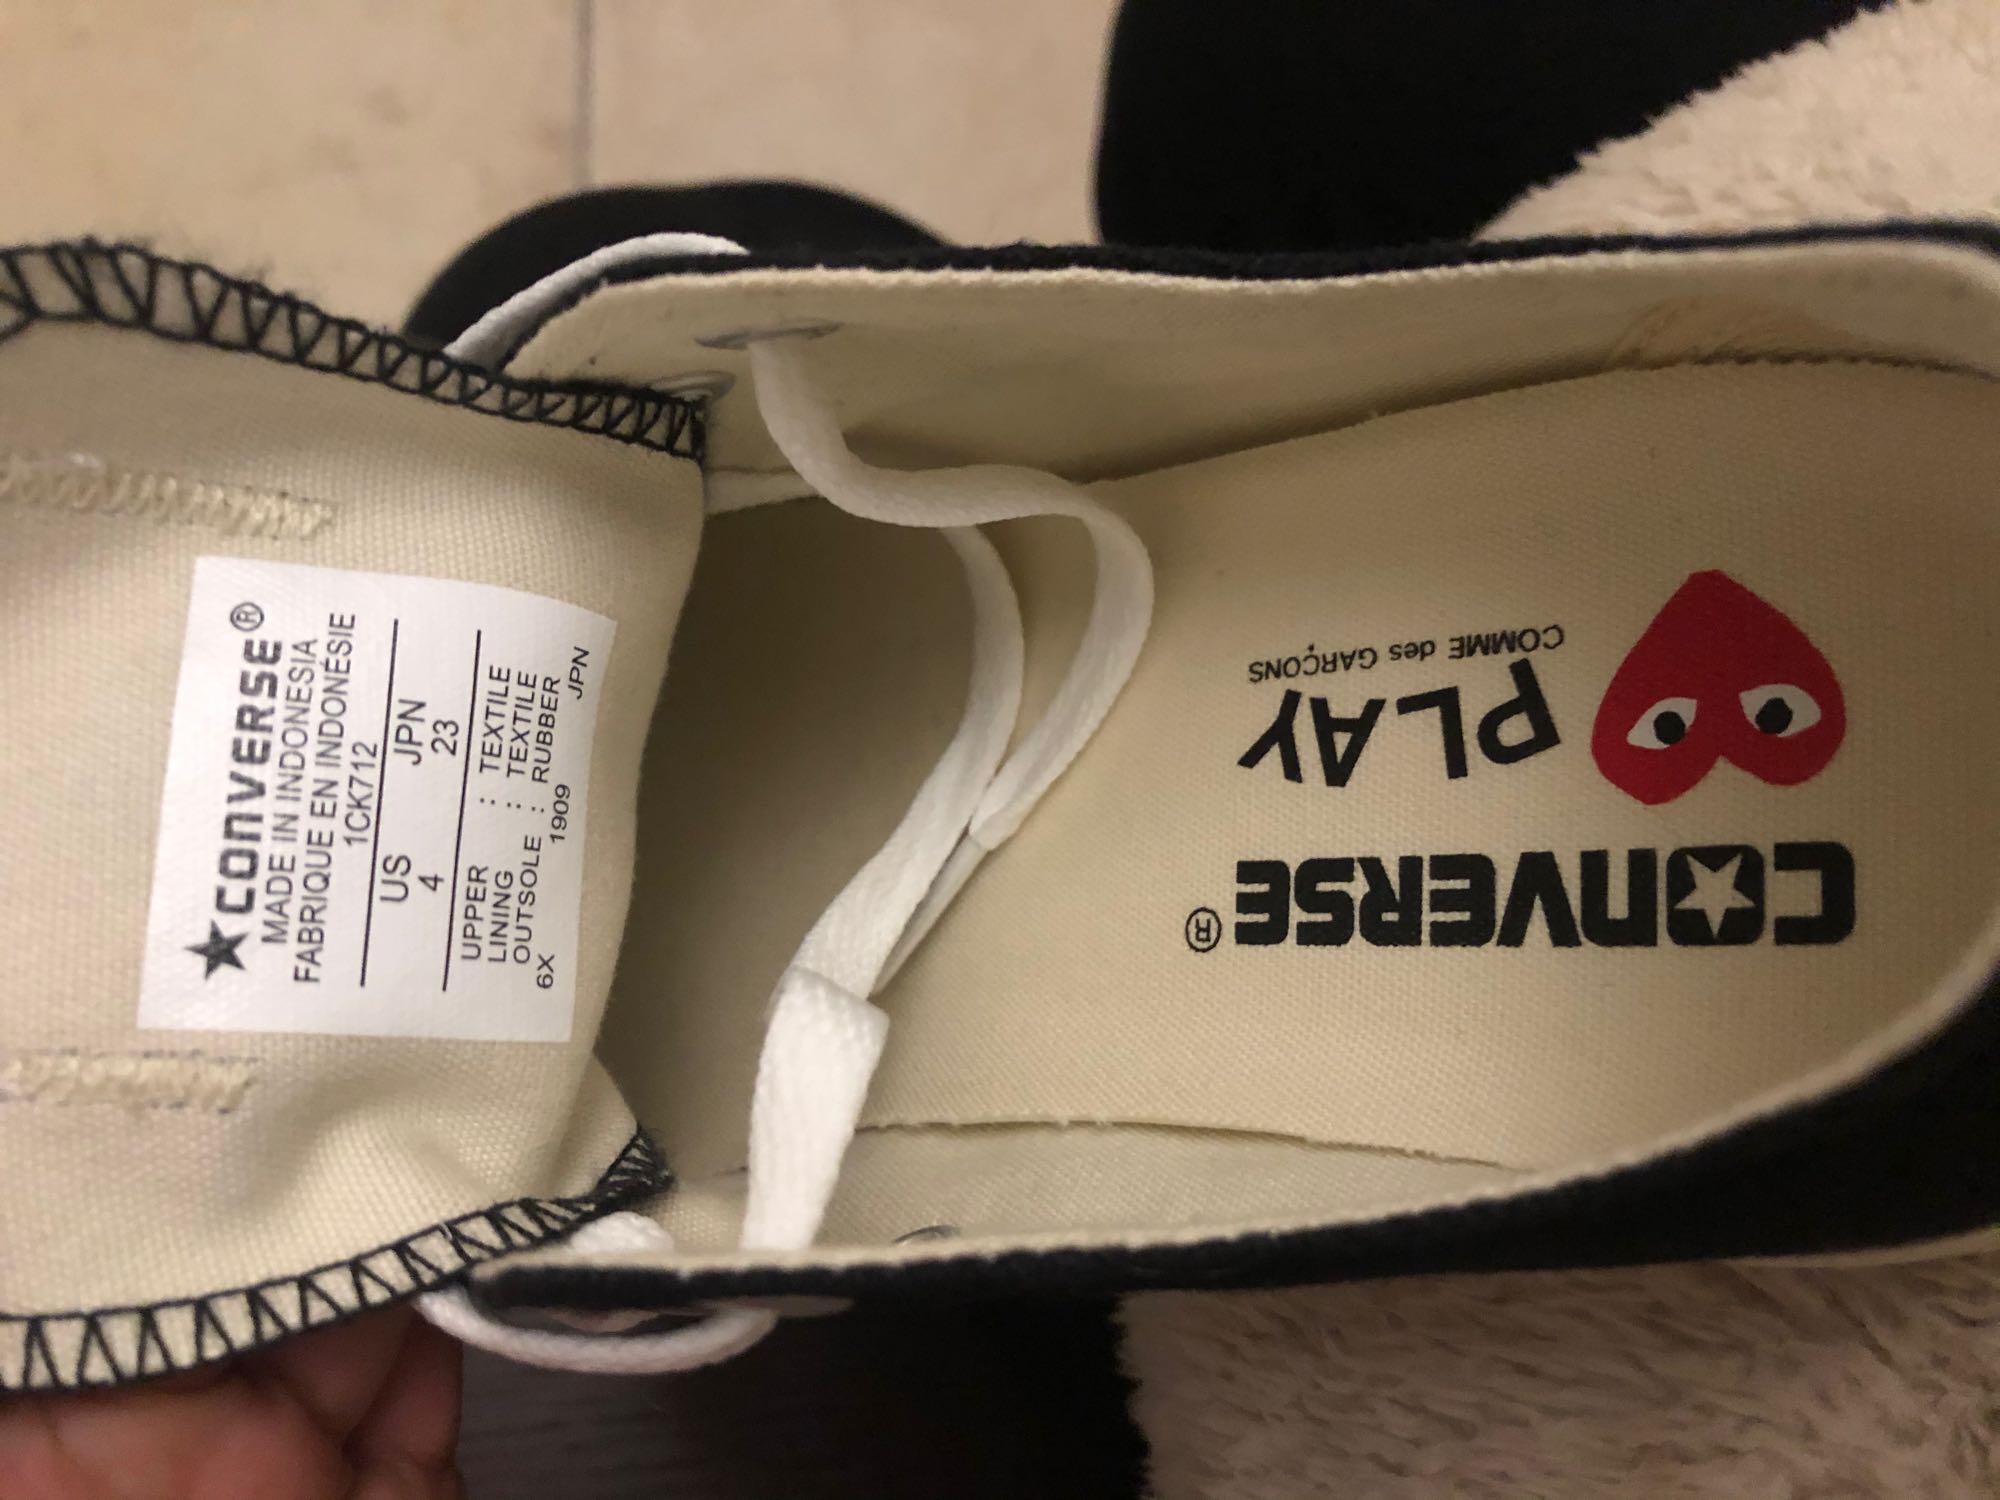 CONVERSE®
MADE IN INDONESIA
FABRIQUE EN INDONÉSIE
1CK712
US JPN
4 23
UPPER : TEXTILE
LINING : TEXTILE
OUTSOLE : RUBBER
6X 1909 JPN
CONVERSE®
PLAY
COMME des GARÇONS